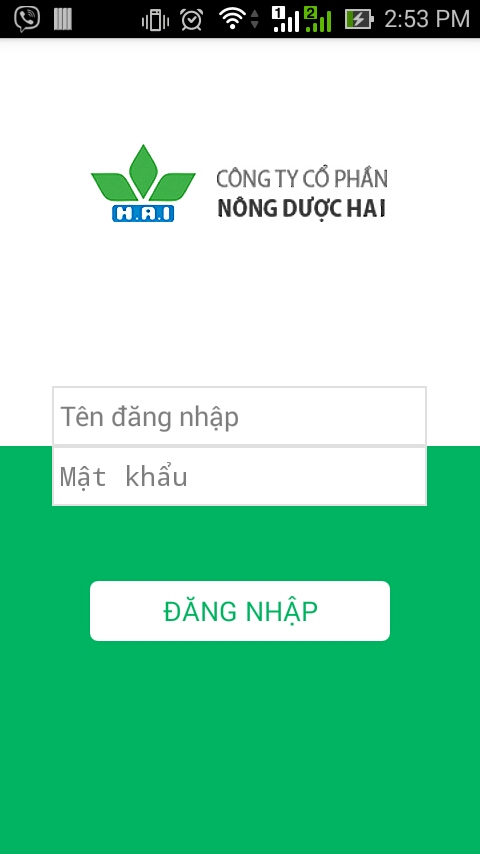 1 2 2:53 PM
CÔNG TY CỔ PHẦN
NÔNG DƯỢC HAI
H.A.I
Tên đăng nhập
Mật khẩu
ĐĂNG NHẬP